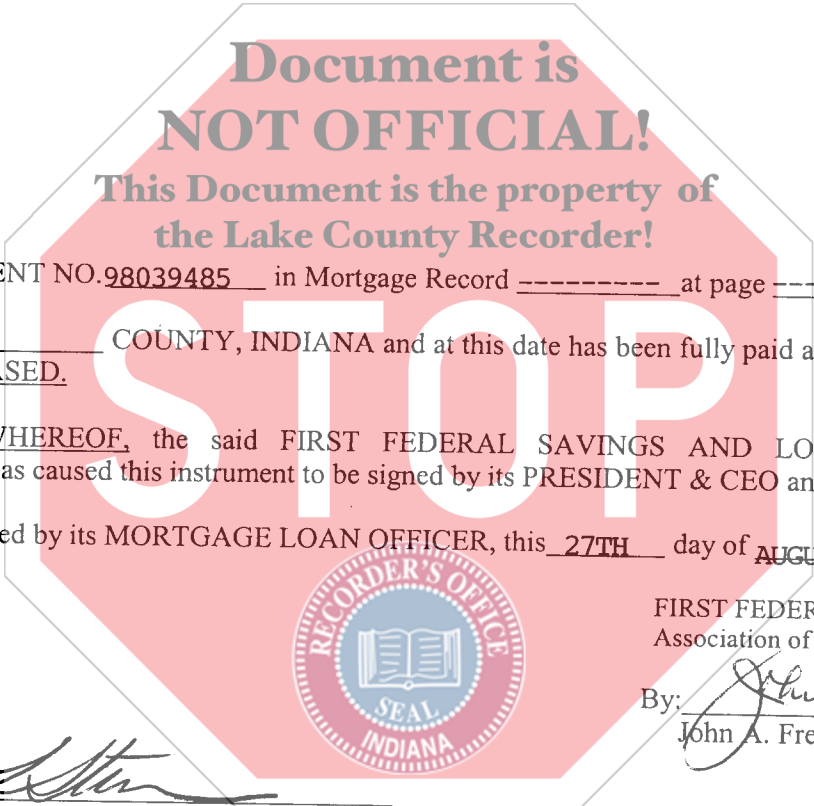 Document is
NOT OFFICIAL!
This Document is the property of
the Lake County Recorder!
ENT NO. 98039485 in Mortgage Record --------- at page ---
COUNTY, INDIANA and at this date has been fully paid a
ASED.
STOP
WHEREOF, the said FIRST FEDERAL SAVINGS AND LO
as caused this instrument to be signed by its PRESIDENT & CEO an
ed by its MORTGAGE LOAN OFFICER, this 27TH day of AUGU
RECORDER'S OFFICE
SEAL
INDIANA
FIRST FEDER
Association of
By: John
John A. Fre